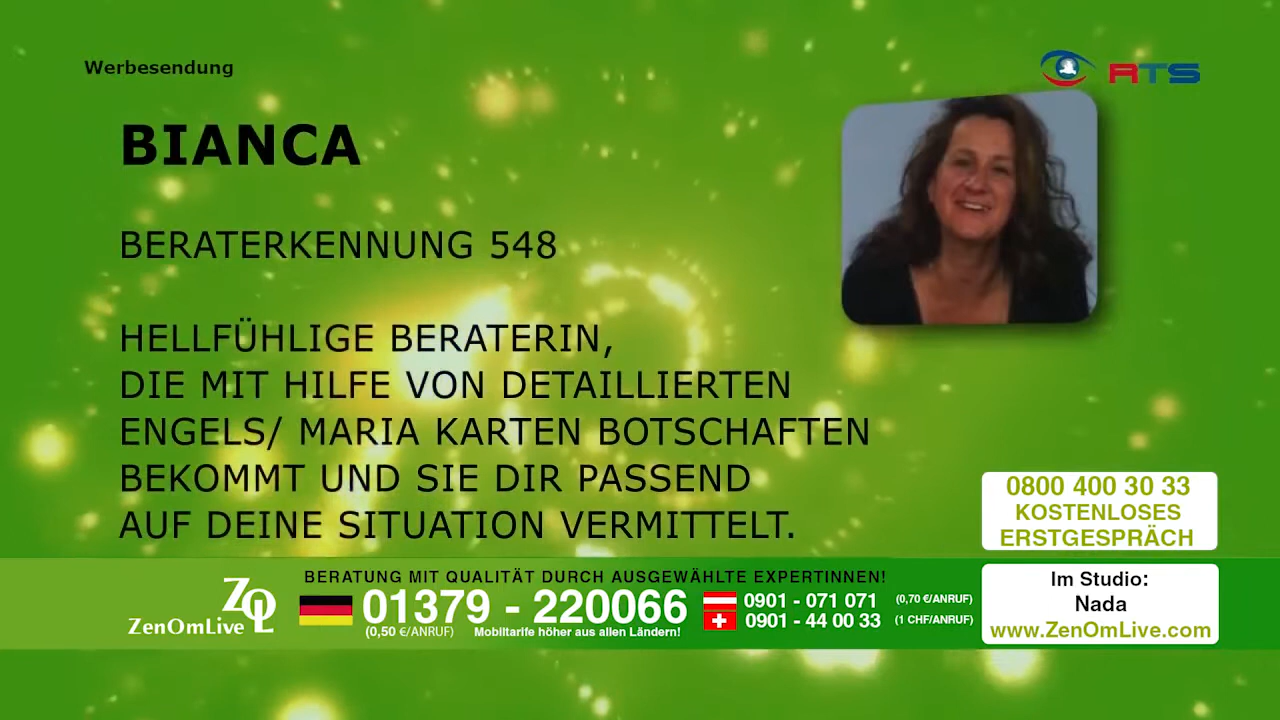 Werbesendung
RTS
BIANCA
BERATERKENNUNG 548
HELLFÜHLIGE BERATERIN,
DIE MIT HILFE VON DETAILLIERTEN
ENGELS/ MARIA KARTEN BOTSCHAFTEN
BEKOMMT UND SIE DIR PASSEND
AUF DEINE SITUATION VERMITTELT.
0800 400 30 33
KOSTENLOSES
ERSTGESPRÄCH
BERATUNG MIT QUALITÄT DURCH AUSGEWÄHLTE EXPERTINNEN!
ZOL
ZenOmLive
01379 - 220066
(0,50 €/ANRUF) Mobiltarife höher aus allen Ländern!
0901 - 071 071 (0,70 €/ANRUF)
0901 - 44 00 33 (1 CHF/ANRUF)
Im Studio:
Nada
www.ZenOmLive.com